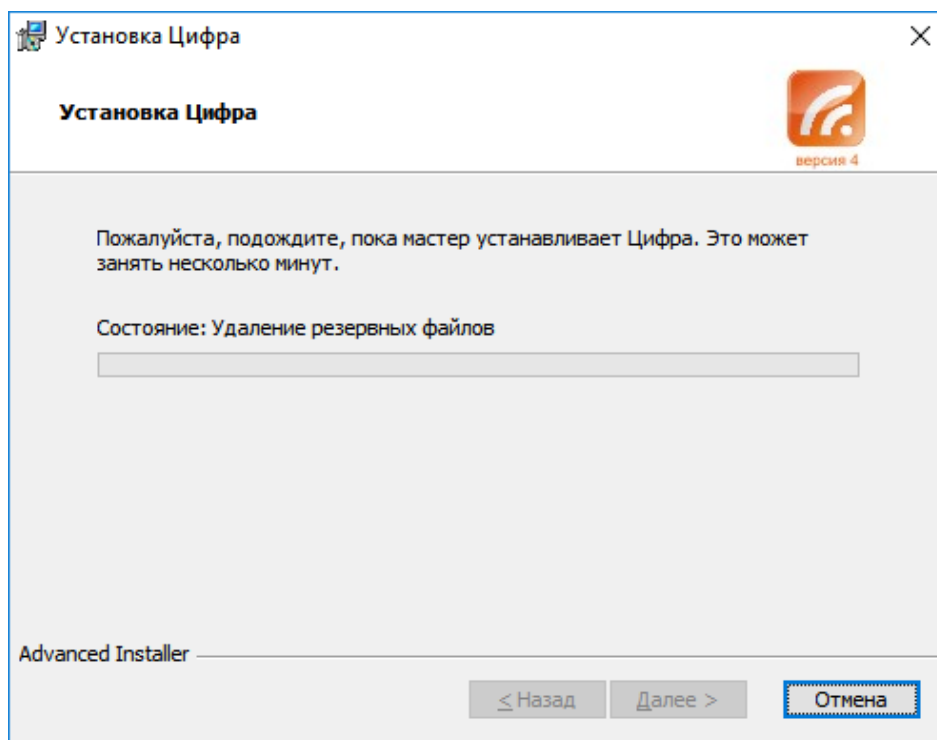 Установка Цифра
Установка Цифра
версия 4
Пожалуйста, подождите, пока мастер устанавливает Цифра. Это может
занять несколько минут.
Состояние: Удаление резервных файлов
Advanced Installer
< Назад
Далее >
Отмена